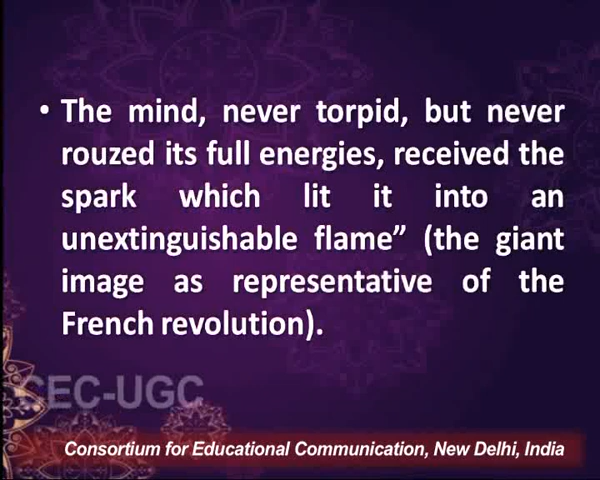 • The mind, never torpid, but never
rouzed its full energies, received the
spark which lit it into an
unextinguishable flame” (the giant
image as representative of the
French revolution).
CEC-UGC
Consortium for Educational Communication, New Delhi, India